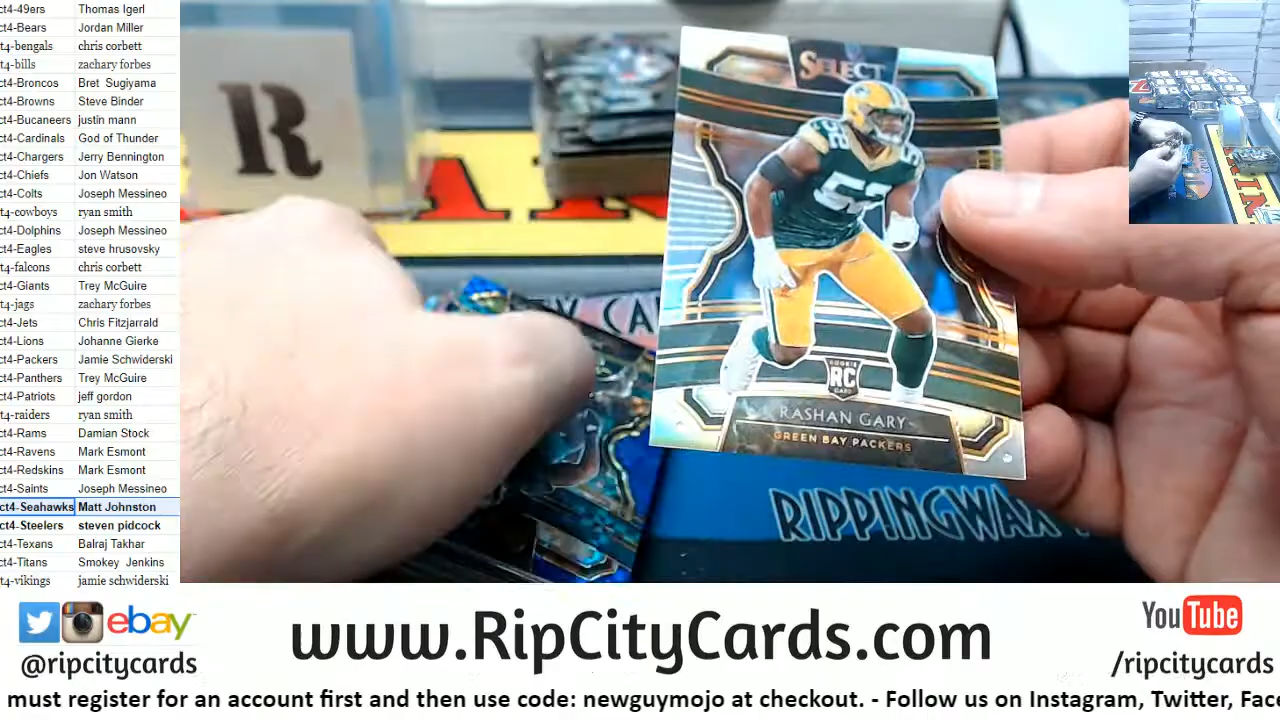 ct4-49ers Thomas Igerl
ct4-Bears Jordan Miller
t4-bengals chris corbett
t4-bills zachary forbes
ct4-Broncos Bret Sugiyama
ct4-Browns Steve Binder
ct4-Bucaneers justin mann
ct4-Cardinals God of Thunder
ct4-Chargers Jerry Bennington
ct4-Chiefs Jon Watson
ct4-Colts Joseph Messineo
t4-cowboys ryan smith
ct4-Dolphins Joseph Messineo
ct4-Eagles steve hrusovsky
t4-falcons chris corbett
ct4-Giants Trey McGuire
t4-jags zachary forbes
ct4-Jets Chris Fitzjarrald
ct4-Lions Johanne Gierke
ct4-Packers Jamie Schwiderski
ct4-Panthers Trey McGuire
ct4-Patriots jeff gordon
t4-raiders ryan smith
ct4-Rams Damian Stock
ct4-Ravens Mark Esmont
ct4-Redskins Mark Esmont
ct4-Saints Joseph Messineo
ct4-Seahawks Matt Johnston
ct4-Steelers steven pidcock
ct4-Texans Balraj Takhar
ct4-Titans Smokey Jenkins
t4-vikings jamie schwiderski
R
SELECT
52
52
ROOKIE
RC
CARD
RASHAN GARY
GREEN BAY PACKERS
RIPPINGWAX
ebay
@ripcitycards
www.RipCityCards.com
YouTube
/ripcitycards
must register for an account first and then use code: newguymojo at checkout. - Follow us on Instagram, Twitter, Fac